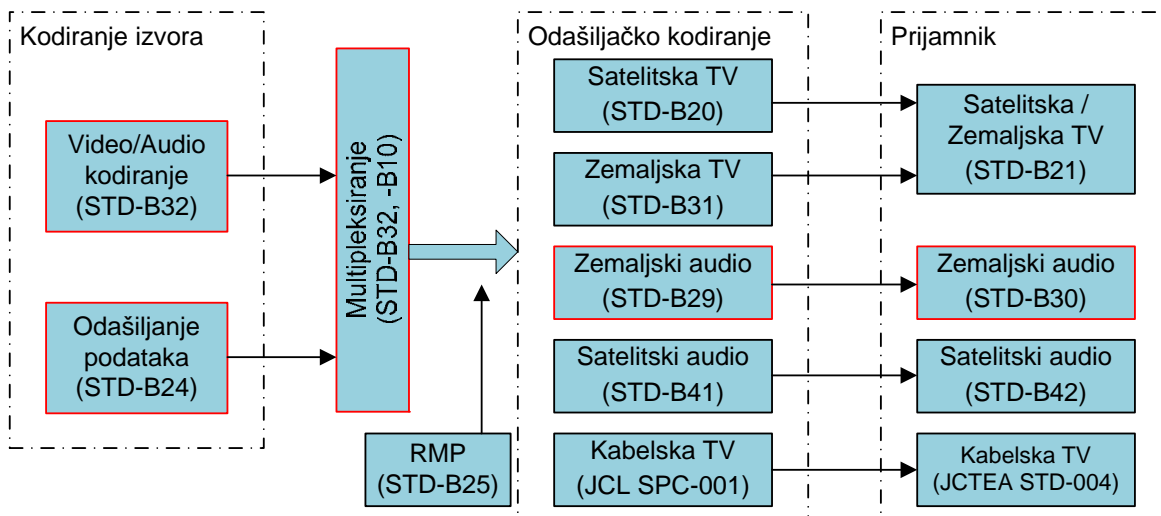 Kodiranje izvora
Video/Audio
kodiranje
(STD-B32)
Odašiljanje
podataka
(STD-B24)
Multipleksiranje
(STD-B32, -B10)
RMP
(STD-B25)
Odašiljačko kodiranje
Satelitska TV
(STD-B20)
Zemaljska TV
(STD-B31)
Zemaljski audio
(STD-B29)
Satelitski audio
(STD-B41)
Kabelska TV
(JCL SPC-001)
Prijamnik
Satelitska /
Zemaljska TV
(STD-B21)
Zemaljski audio
(STD-B30)
Satelitski audio
(STD-B42)
Kabelska TV
(JCTEA STD-004)